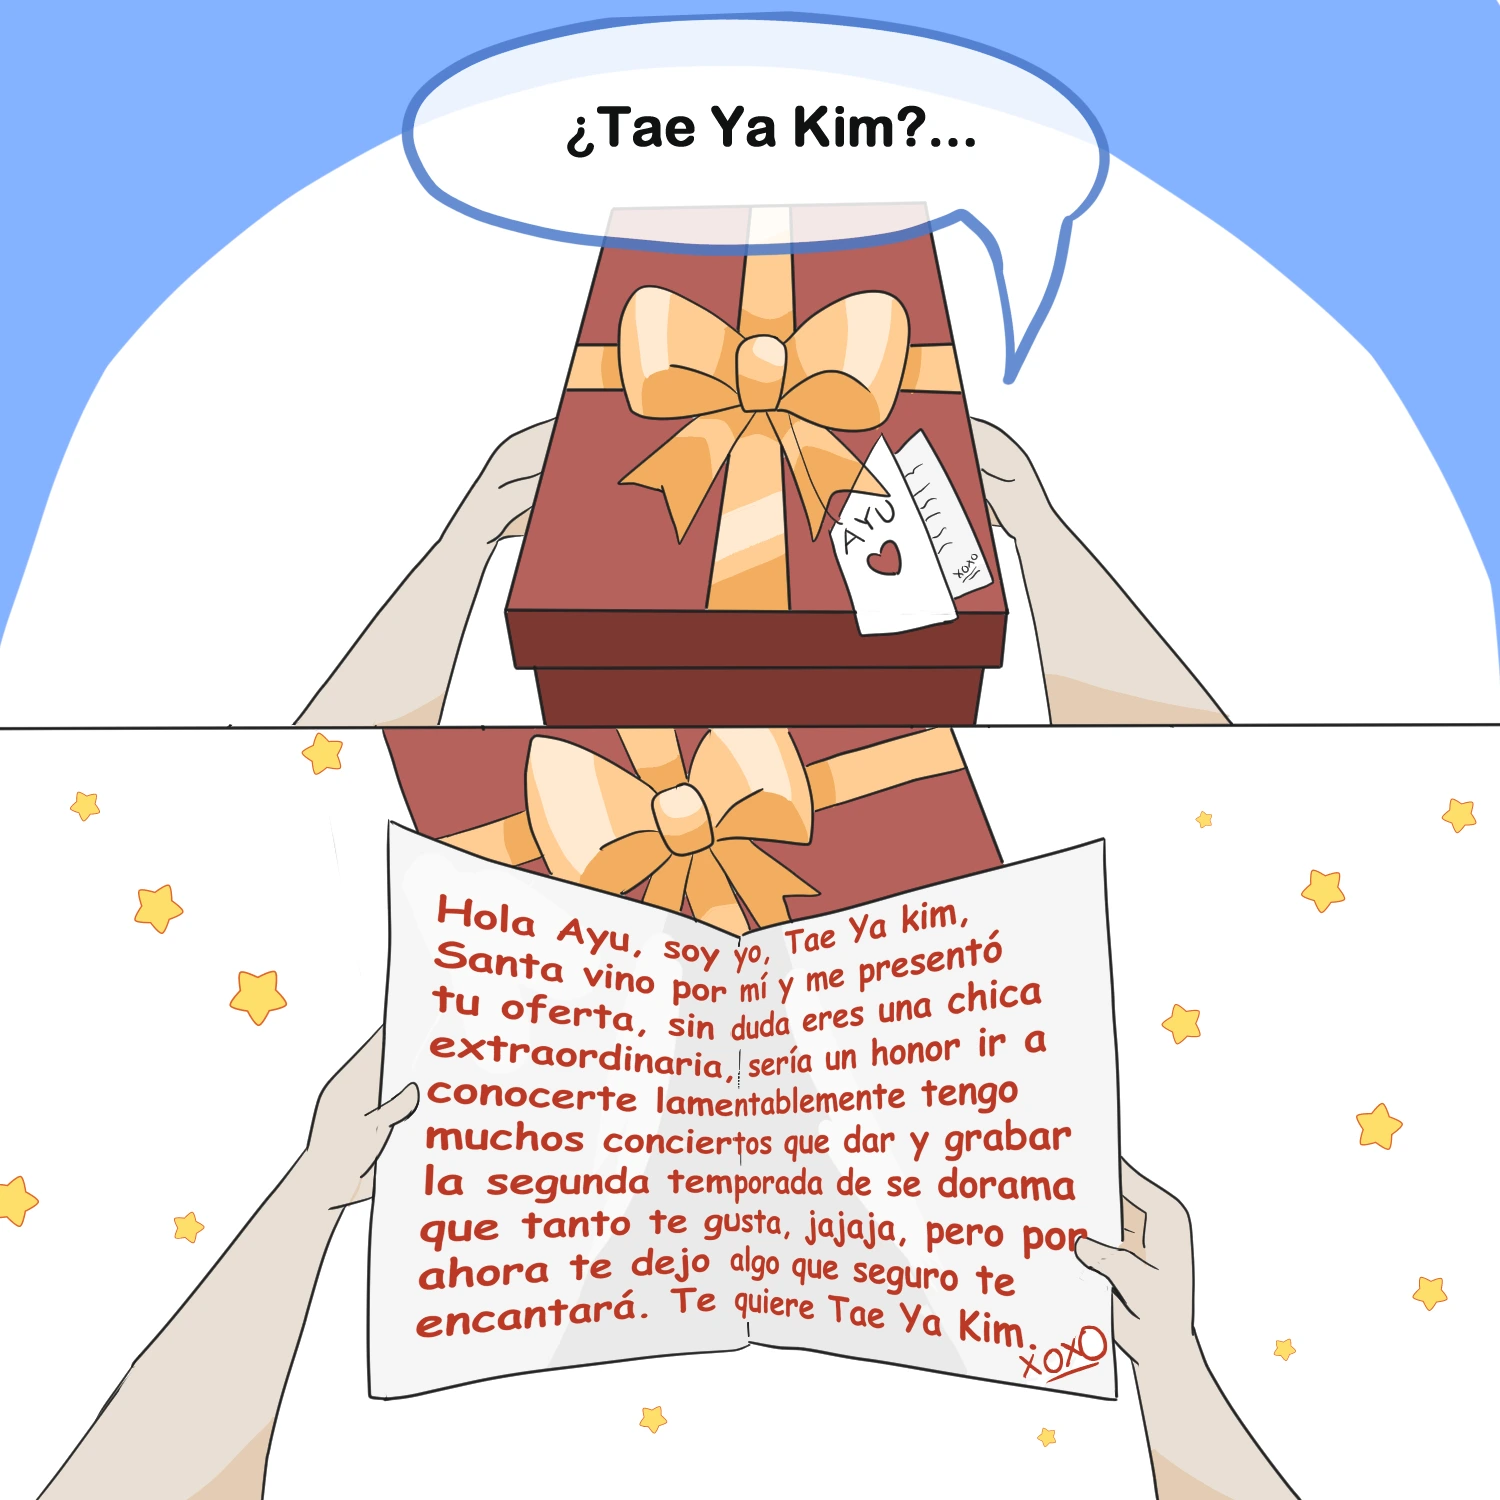 ¿Tae Ya Kim?...
AYU
xoxo
Hola Ayu, soy yo, Tae Ya kim,
Santa vino por mí y me presentó
tu oferta, sin duda eres una chica
extraordinaria, sería un honor ir a
conocerte lamentablemente tengo
muchos conciertos que dar y grabar
la segunda temporada de se dorama
que tanto te gusta, jajaja, pero por
ahora te dejo algo que seguro te
encantará. Te quiere Tae Ya Kim.
xoxo